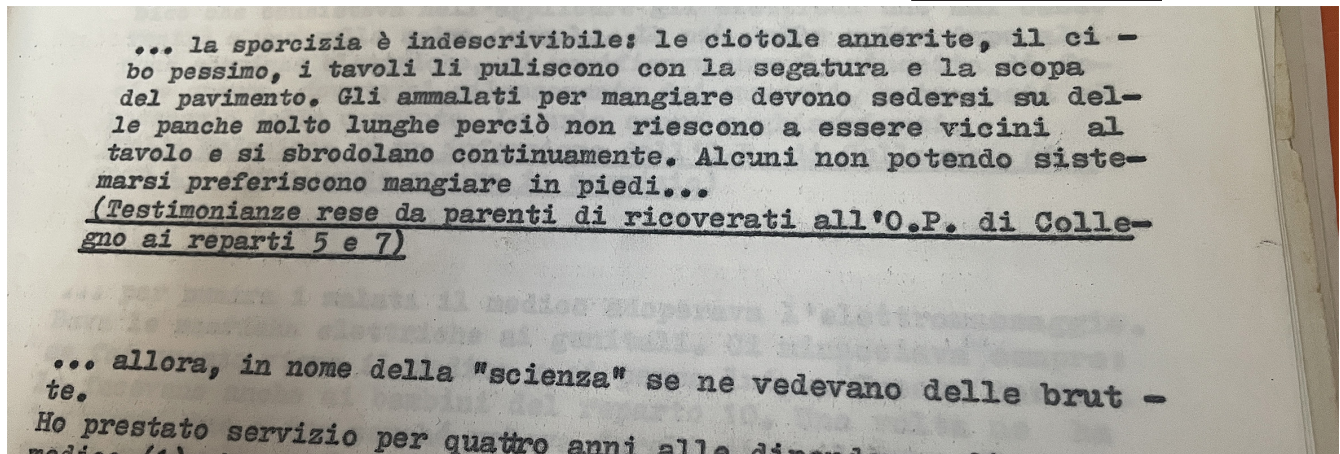 ... la sporcizia è indescrivibile: le ciotole annerite, il ci -
bo pessimo, i tavoli li puliscono con la segatura e la scopa
del pavimento. Gli ammalati per mangiare devono sedersi su del-
le panche molto lunghe perciò non riescono a essere vicini al
tavolo e si sbrodolano continuamente. Alcuni non potendo siste-
marsi preferiscono mangiare in piedi...
(Testimonianze rese da parenti di ricoverati all'O.P. di Colle-
gno ai reparti 5 e 7)
... allora, in nome della "scienza" se ne vedevano delle brut -
te.
Ho prestato servizio per quattro anni alle